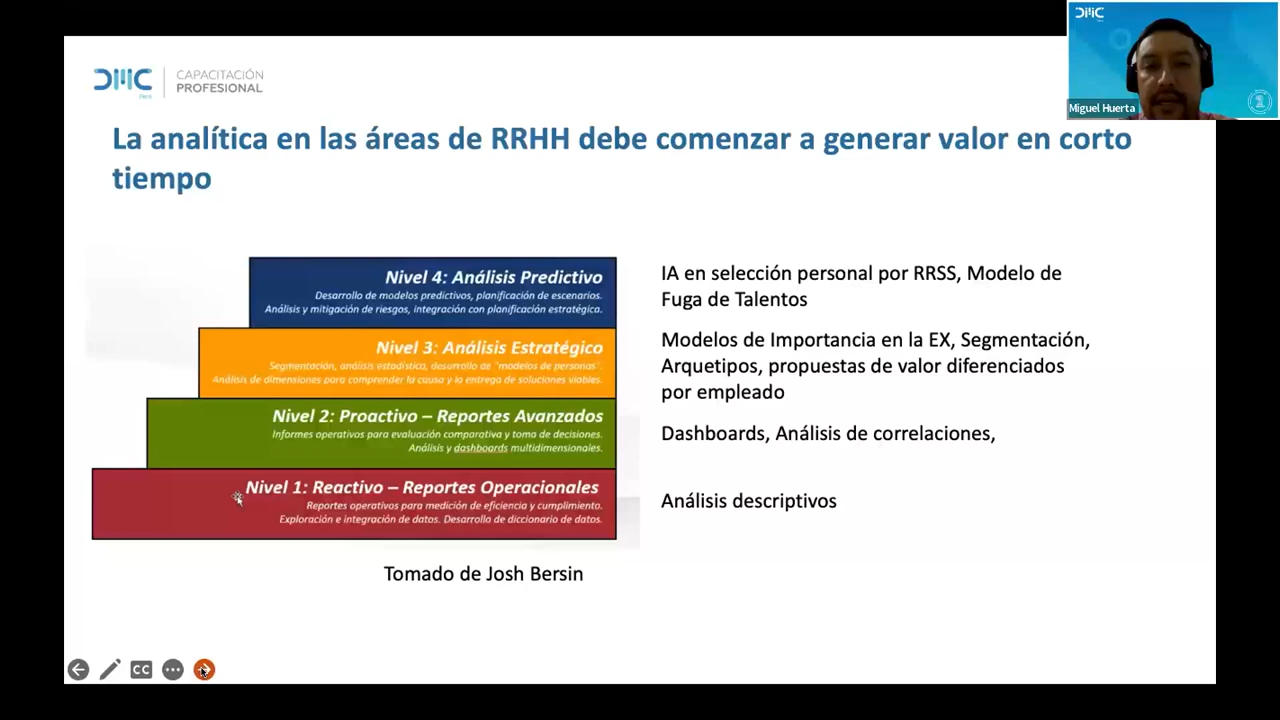 DMC
CAPACITACIÓN
PROFESIONAL
Perú
DMC
Miguel Huerta
La analítica en las áreas de RRHH debe comenzar a generar valor en corto
tiempo
Nivel 4: Análisis Predictivo
Desarrollo de modelos predictivos, planificación de escenarios.
Análisis y mitigación de riesgos, integración con planificación estratégica.
IA en selección personal por RRSS, Modelo de
Fuga de Talentos
Nivel 3: Análisis Estratégico
Segmentación, análisis estadística, desarrollo de "modelos de personas".
Análisis de dimensiones para comprender la causa y la entrega de soluciones viables.
Modelos de Importancia en la EX, Segmentación,
Arquetipos, propuestas de valor diferenciados
por empleado
Nivel 2: Proactivo – Reportes Avanzados
Informes operativos para evaluación comparativa y toma de decisiones.
Análisis y dashboards multidimensionales.
Dashboards, Análisis de correlaciones,
Nivel 1: Reactivo – Reportes Operacionales
Reportes operativos para medición de eficiencia y cumplimiento.
Exploración e integración de datos. Desarrollo de diccionario de datos.
Análisis descriptivos
Tomado de Josh Bersin
CC